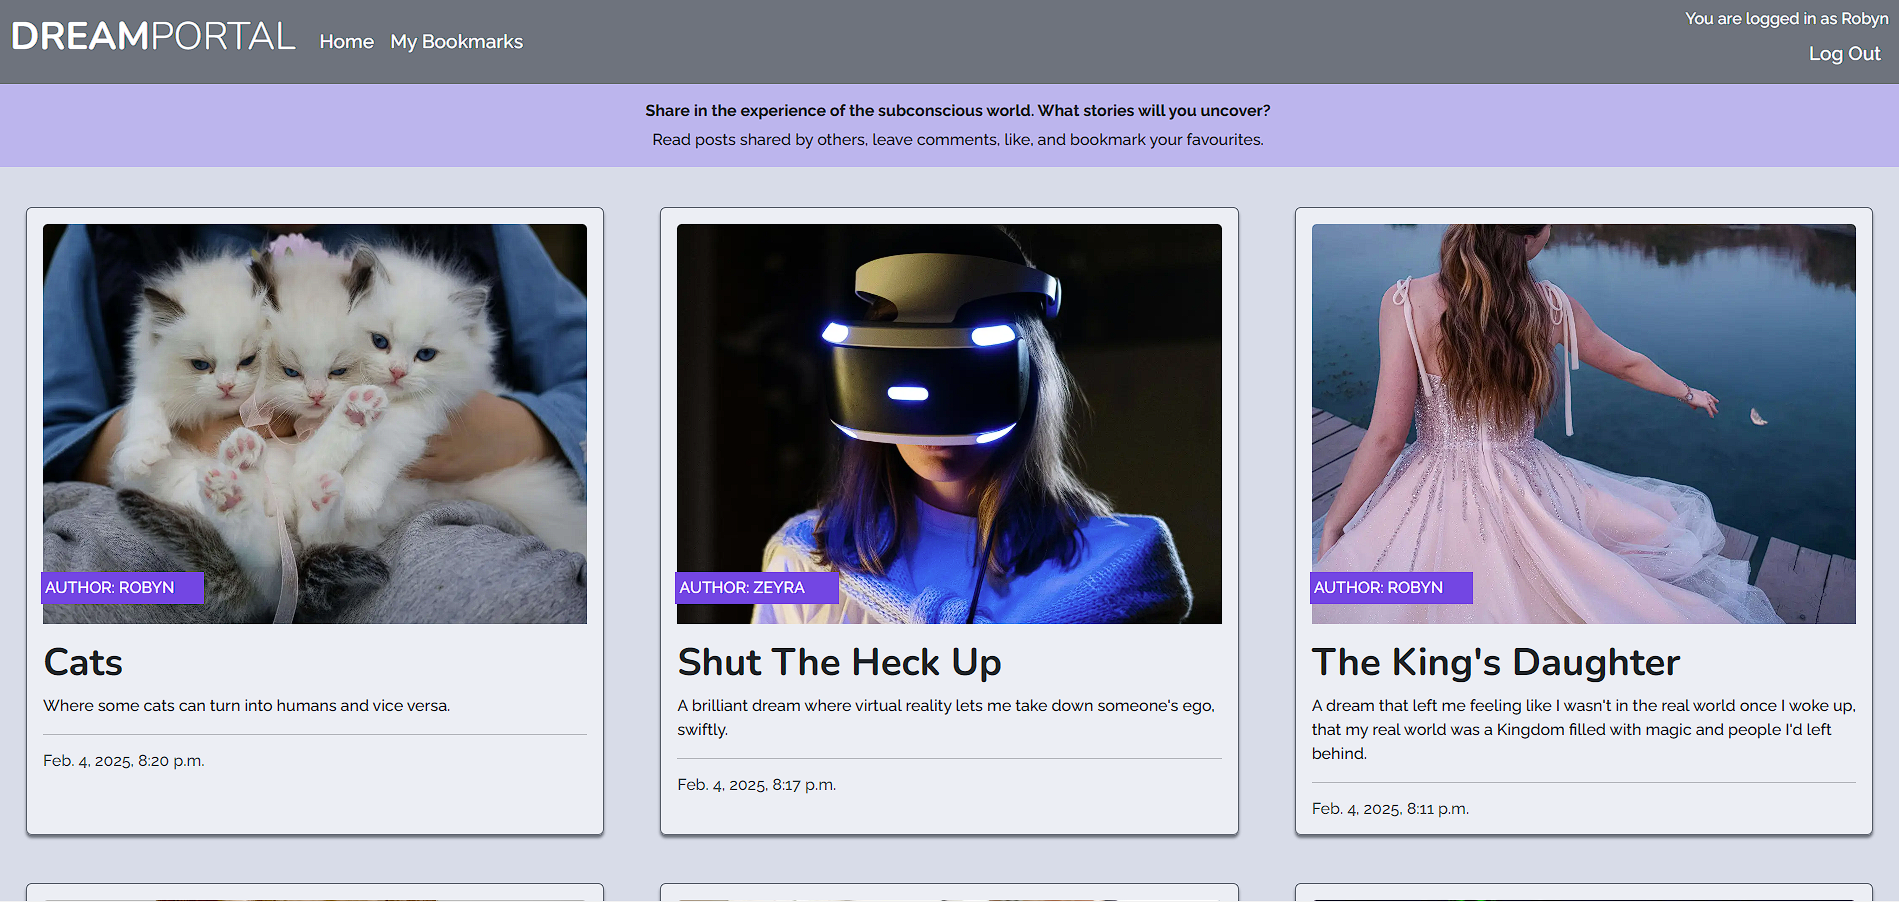 DREAMPORTAL Home My Bookmarks
You are logged in as Robyn
Log Out
Share in the experience of the subconscious world. What stories will you uncover?
Read posts shared by others, leave comments, like, and bookmark your favourites.
AUTHOR: ROBYN
Cats
Where some cats can turn into humans and vice versa.
Feb. 4, 2025, 8:20 p.m.
AUTHOR: ZEYRA
Shut The Heck Up
A brilliant dream where virtual reality lets me take down someone's ego,
swiftly.
Feb. 4, 2025, 8:17 p.m.
AUTHOR: ROBYN
The King's Daughter
A dream that left me feeling like I wasn't in the real world once I woke up,
that my real world was a Kingdom filled with magic and people I'd left
behind.
Feb. 4, 2025, 8:11 p.m.